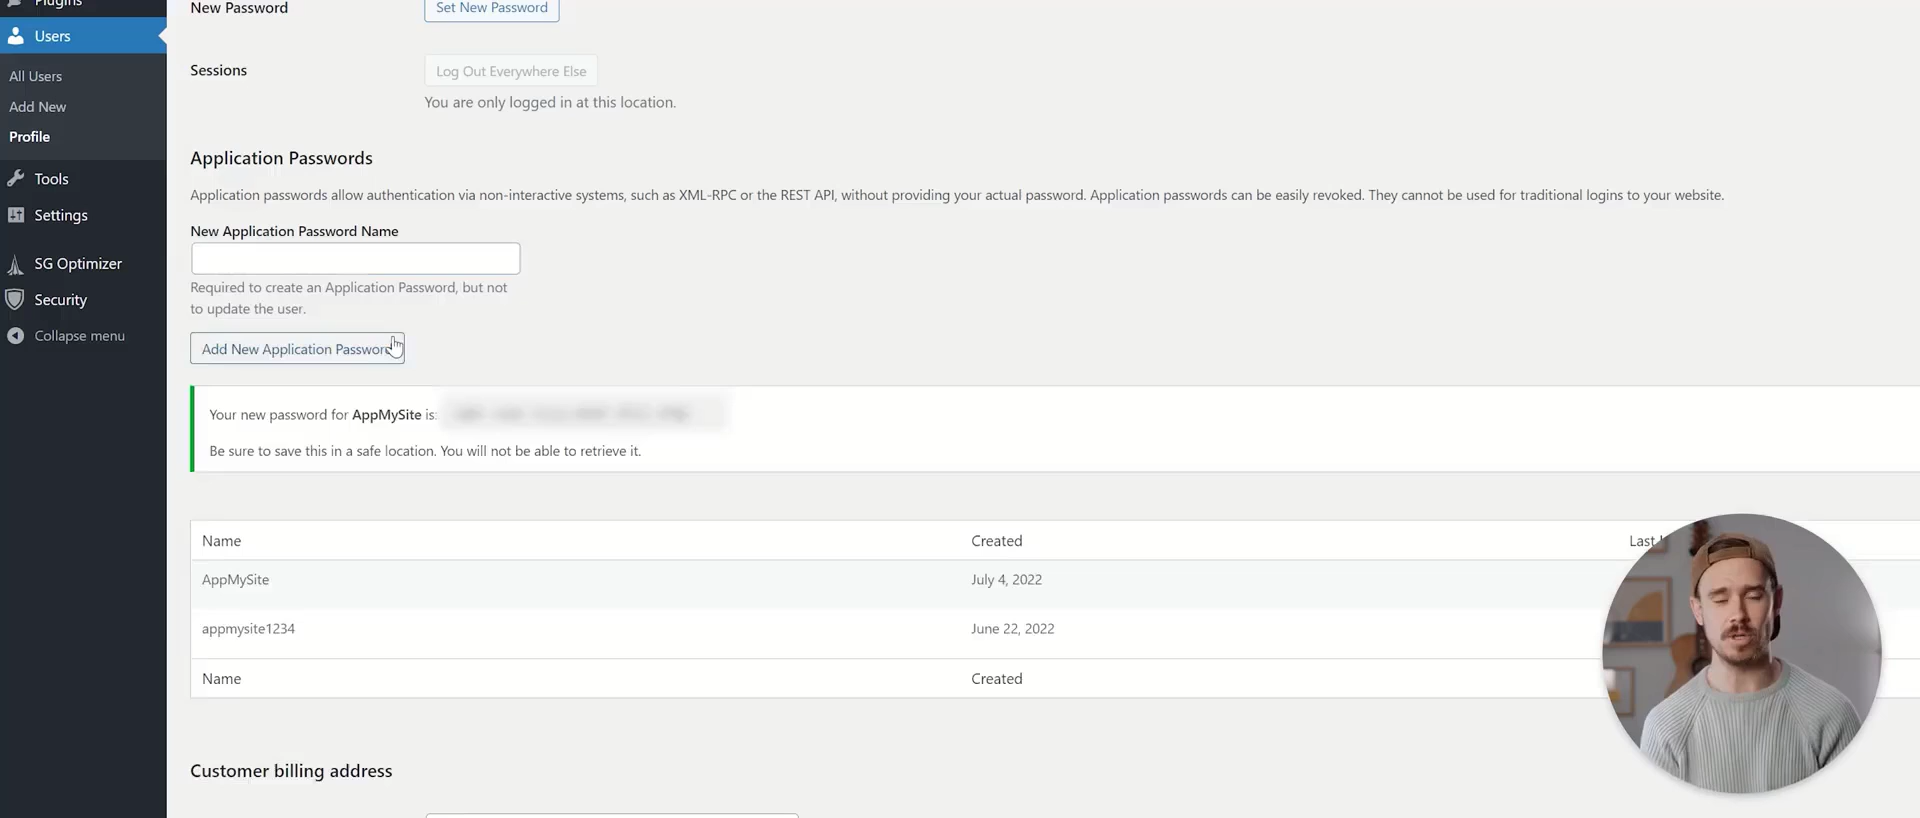 Plugins
Users
All Users
Add New
Profile
Tools
Settings
SG Optimizer
Security
Collapse menu
New Password
Set New Password
Sessions
Log Out Everywhere Else
You are only logged in at this location.
Application Passwords
Application passwords allow authentication via non-interactive systems, such as XML-RPC or the REST API, without providing your actual password. Application passwords can be easily revoked. They cannot be used for traditional logins to your website.
New Application Password Name
Required to create an Application Password, but not
to update the user.
Add New Application Password
Your new password for AppMySite is:
Be sure to save this in a safe location. You will not be able to retrieve it.
Name Created Last
AppMySite July 4, 2022
appmysite1234 June 22, 2022
Name Created
Customer billing address